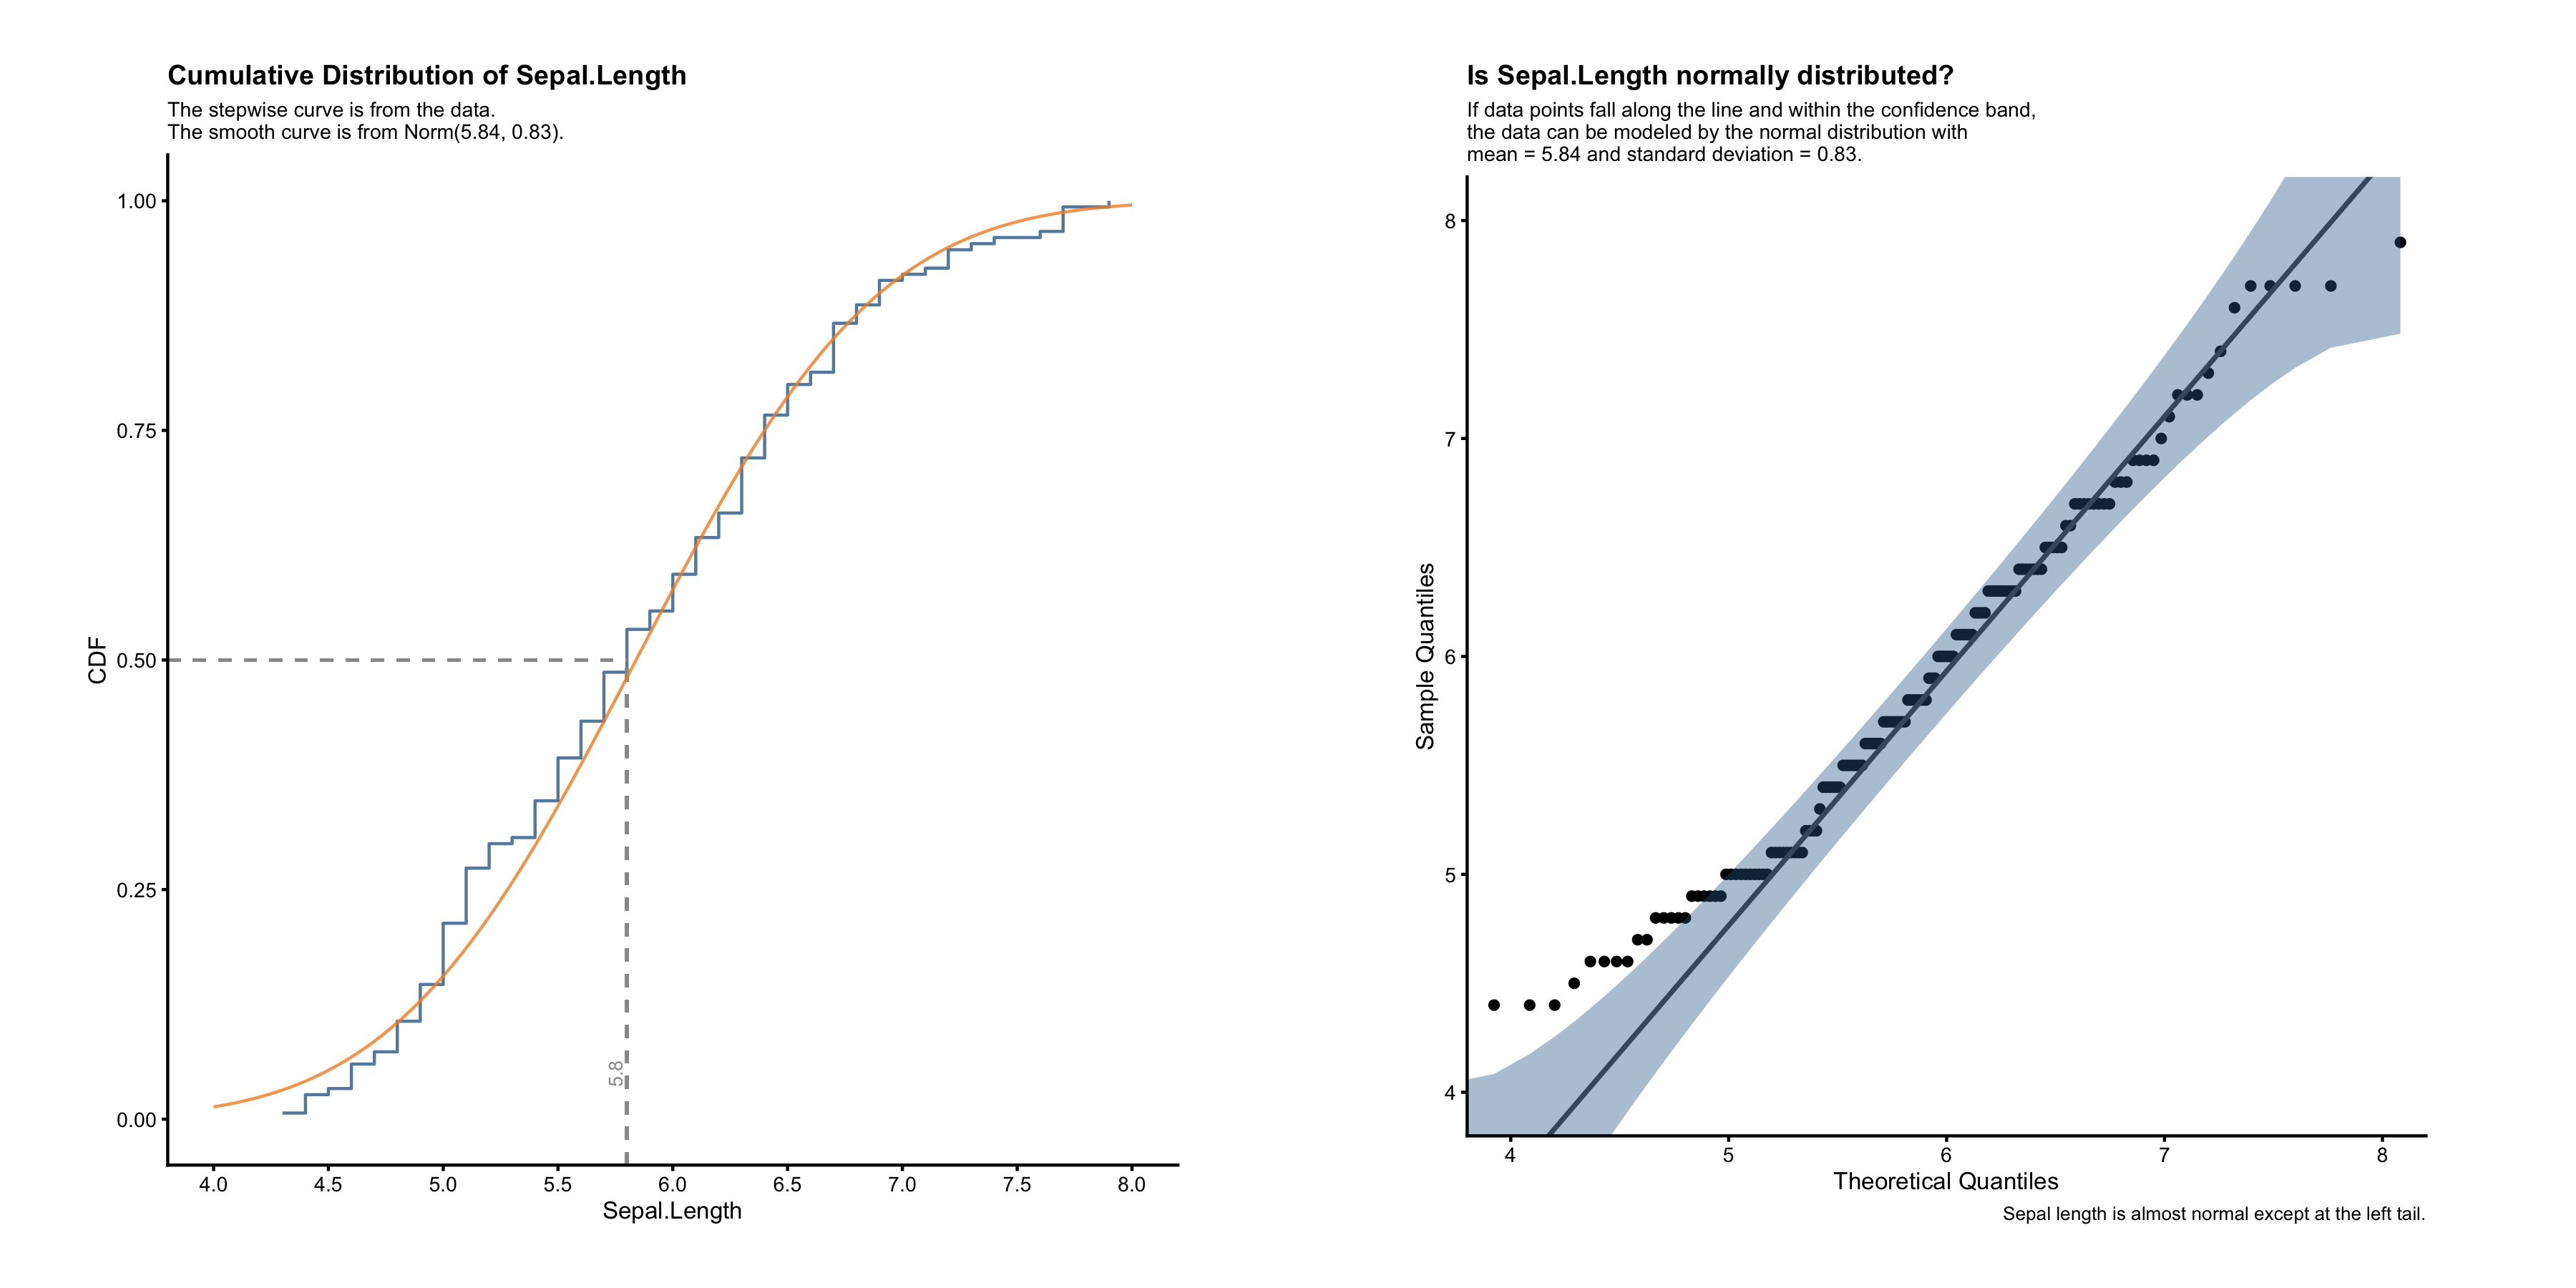 Cumulative Distribution of Sepal.Length
The stepwise curve is from the data.
The smooth curve is from Norm(5.84, 0.83).
1.00
0.75
0.50
0.25
0.00
CDF
5.8
4.0 4.5 5.0 5.5 6.0 6.5 7.0 7.5 8.0
Sepal.Length
Is Sepal.Length normally distributed?
If data points fall along the line and within the confidence band,
the data can be modeled by the normal distribution with
mean = 5.84 and standard deviation = 0.83.
8
7
6
5
4
Sample Quantiles
4 5 6 7 8
Theoretical Quantiles
Sepal length is almost normal except at the left tail.